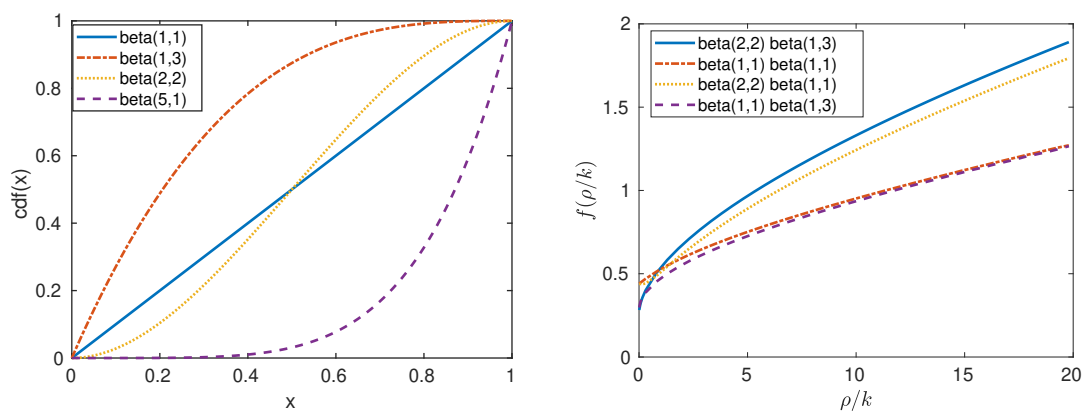 1
0.8
0.6
0.4
0.2
0
cdf(x)
beta(1,1)
beta(1,3)
beta(2,2)
beta(5,1)
0 0.2 0.4 0.6 0.8 1
x
2
1.5
1
0.5
0
f(ρ/k)
beta(2,2) beta(1,3)
beta(1,1) beta(1,1)
beta(2,2) beta(1,1)
beta(1,1) beta(1,3)
0 5 10 15 20
ρ/k